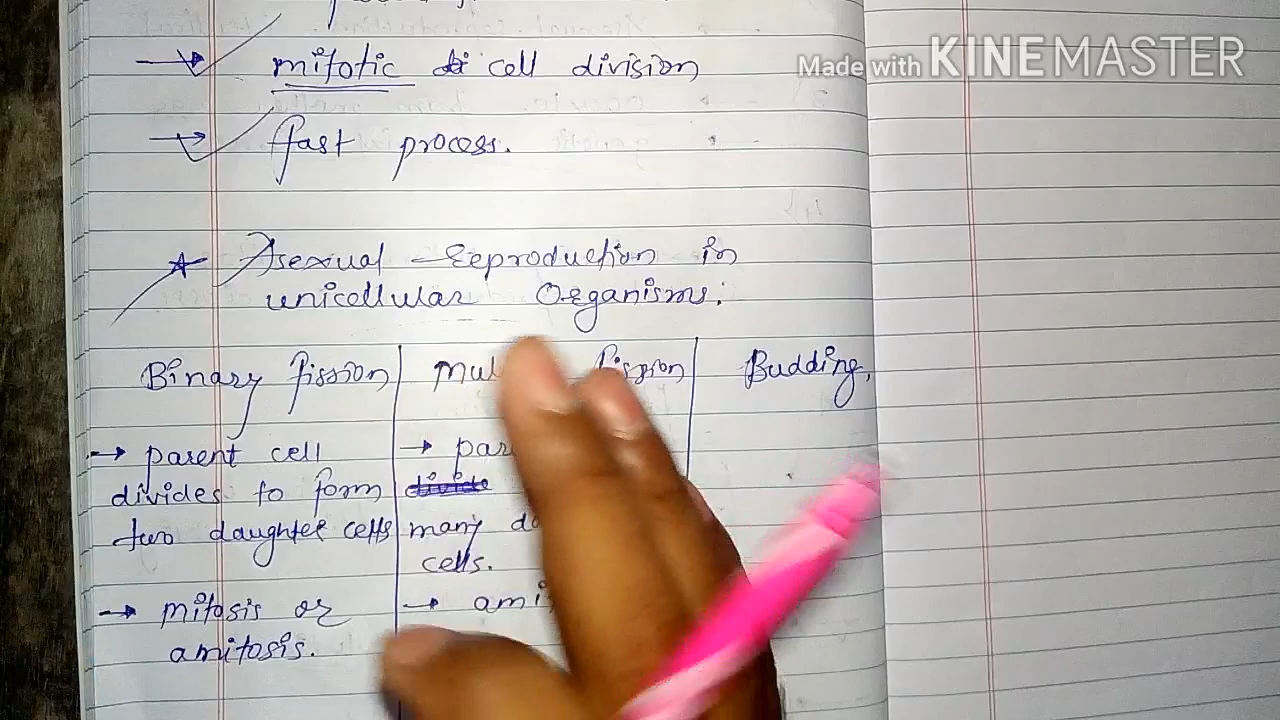 Made with KINEMASTER
→ mitotic cell division
→ fast process.
Asexual Reproduction in
unicellular Organisms:
Binary fission
→ parent cell
divides to form
two daughter cells
→ mitosis or
amitosis.
fission
→
many
cells.
→
Budding,